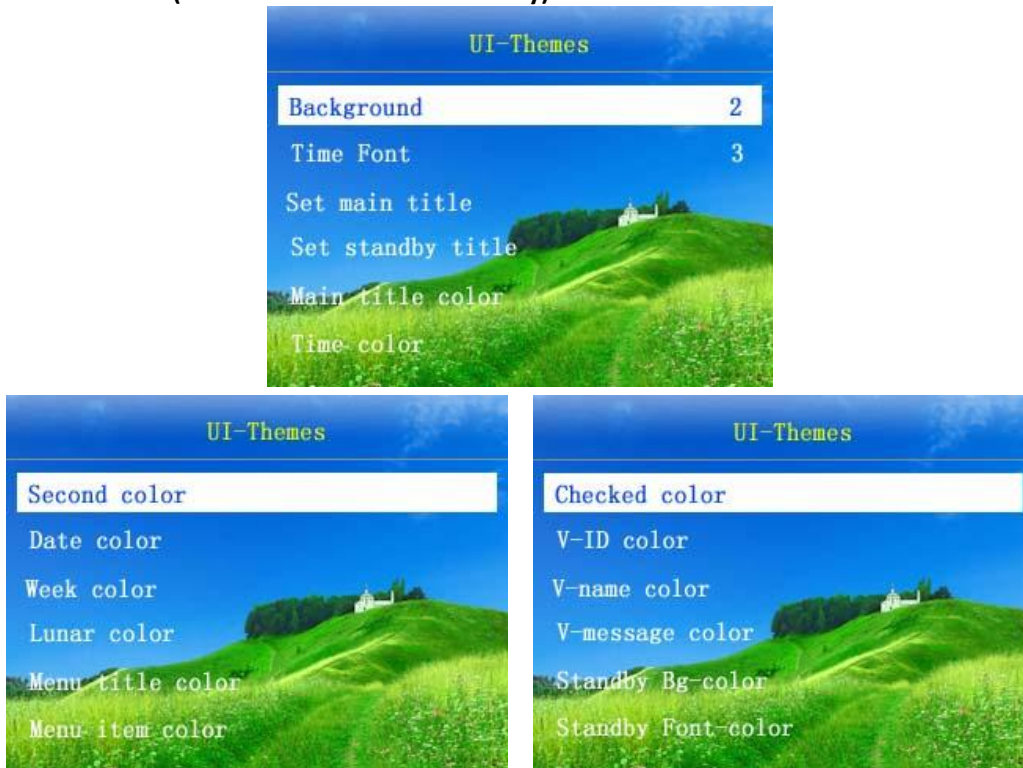 UI-Themes
Background 2
Time Font 3
Set main title
Set standby title
Main title color
Time color
UI-Themes
Second color
Date color
Week color
Lunar color
Menu title color
Menu item color
UI-Themes
Checked color
V-ID color
V-name color
V-message color
Standby Bg-color
Standby Font-color